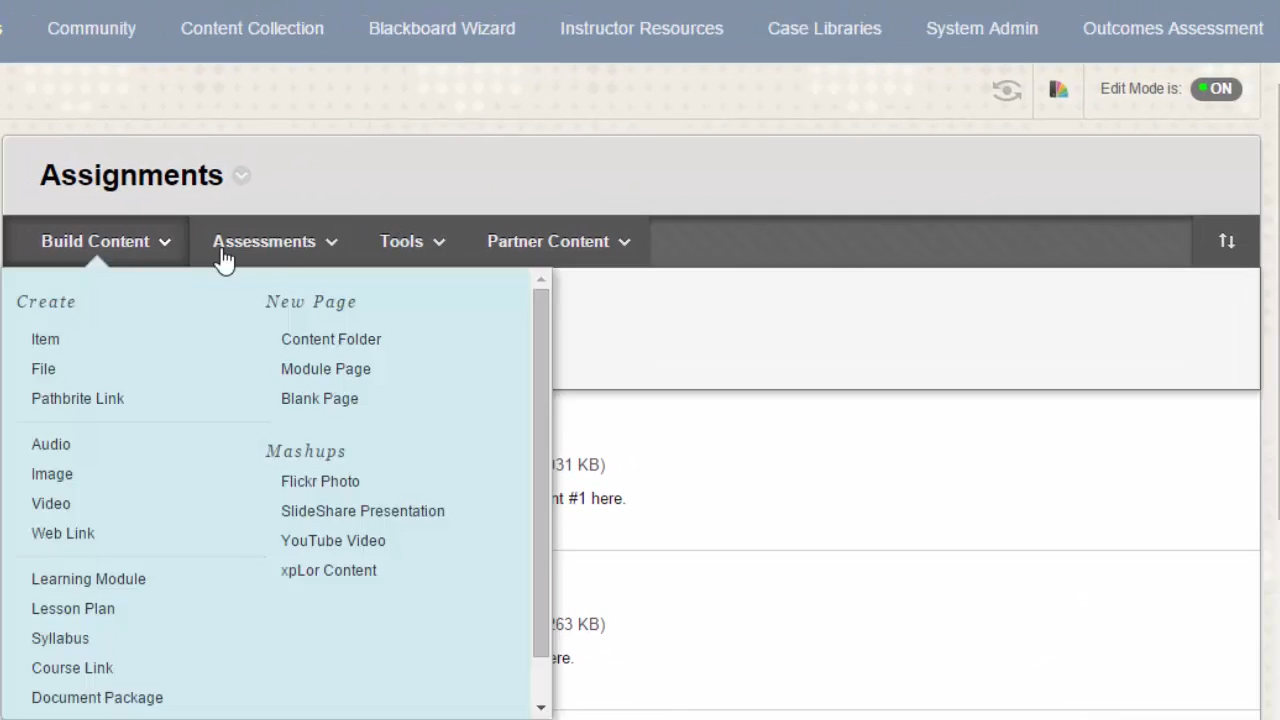 s Community Content Collection Blackboard Wizard Instructor Resources Case Libraries System Admin Outcomes Assessment
Edit Mode is: ON
Assignments
Build Content Assessments Tools Partner Content
Create
Item
File
Pathbrite Link
Audio
Image
Video
Web Link
Learning Module
Lesson Plan
Syllabus
Course Link
Document Package
New Page
Content Folder
Module Page
Blank Page
Mashups
Flickr Photo
SlideShare Presentation
YouTube Video
xpLor Content
31 KB)
#1 here.
263 KB)